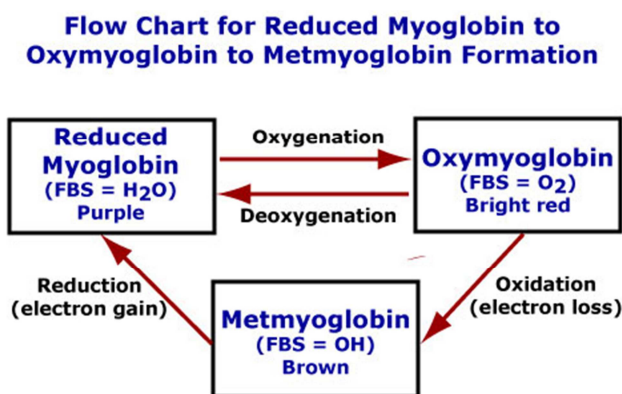 Flow Chart for Reduced Myoglobin to
Oxymyoglobin to Metmyoglobin Formation
Reduced
Myoglobin
(FBS = H₂O)
Purple
Oxygenation
Deoxygenation
Oxymyoglobin
(FBS = O₂)
Bright red
Reduction
(electron gain)
Oxidation
(electron loss)
Metmyoglobin
(FBS = OH)
Brown